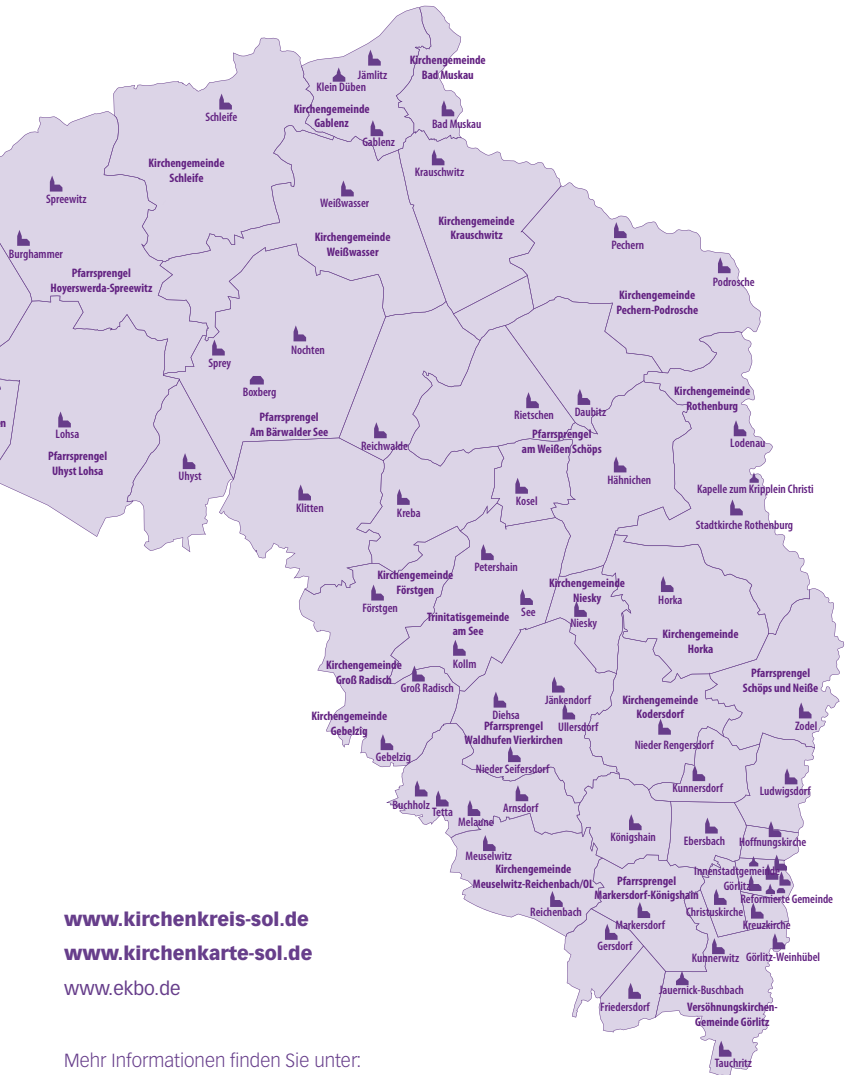 Kirchengemeinde
Bad Muskau
Jämlitz
Klein Düben
Kirchengemeinde
Gablenz
Schleife
Bad Muskau
Gablenz
Kirchengemeinde
Schleife
Krauschwitz
Spreewitz
Weißwasser
Kirchengemeinde
Krauschwitz
Burghammer
Kirchengemeinde
Weißwasser
Pechern
Pfarrsprengel
Hoyerswerda-Spreewitz
Podrosche
Kirchengemeinde
Pechern-Podrosche
Nochten
Sprey
Boxberg
Kirchengemeinde
Rothenburg
Rietschen
Daubitz
Pfarrsprengel
Am Bärwalder See
Lohsa
Reichwalde
Pfarrsprengel
am Weißen Schöps
Lodenau
Pfarrsprengel
Uhyst Lohsa
Uhyst
Hähnichen
Kapelle zum Kripplein Christi
Klitten
Kreba
Kosel
Stadtkirche Rothenburg
Petershain
Kirchengemeinde
Förstgen
Kirchengemeinde
Niesky
Förstgen
See
Niesky
Horka
Trinitatisgemeinde
am See
Kirchengemeinde
Horka
Kollm
Kirchengemeinde
Groß Radisch
Groß Radisch
Pfarrsprengel
Schöps und Neiße
Jänkendorf
Kirchengemeinde
Kodersdorf
Diehsa
Ullersdorf
Zodel
Kirchengemeinde
Gebelzig
Pfarrsprengel
Waldhufen Vierkirchen
Nieder Rengersdorf
Gebelzig
Nieder Seifersdorf
Kunnersdorf
Ludwigsdorf
Buchholz
Tetta
Arnsdorf
Melaune
Königshain
Ebersbach
Hoffnungskirche
Meuselwitz
Kirchengemeinde
Meuselwitz-Reichenbach/OL
Innenstadtgemeinde
Görlitz
Pfarrsprengel
Markersdorf-Königshain
Reformierte Gemeinde
Reichenbach
Christuskirche
Markersdorf
Kreuzkirche
Gersdorf
Kunnerwitz
Görlitz-Weinhübel
Jauernick-Buschbach
Friedersdorf
Versöhnungskirchen-
Gemeinde Görlitz
Tauchritz
www.kirchenkreis-sol.de
www.kirchenkarte-sol.de
www.ekbo.de
Mehr Informationen finden Sie unter: